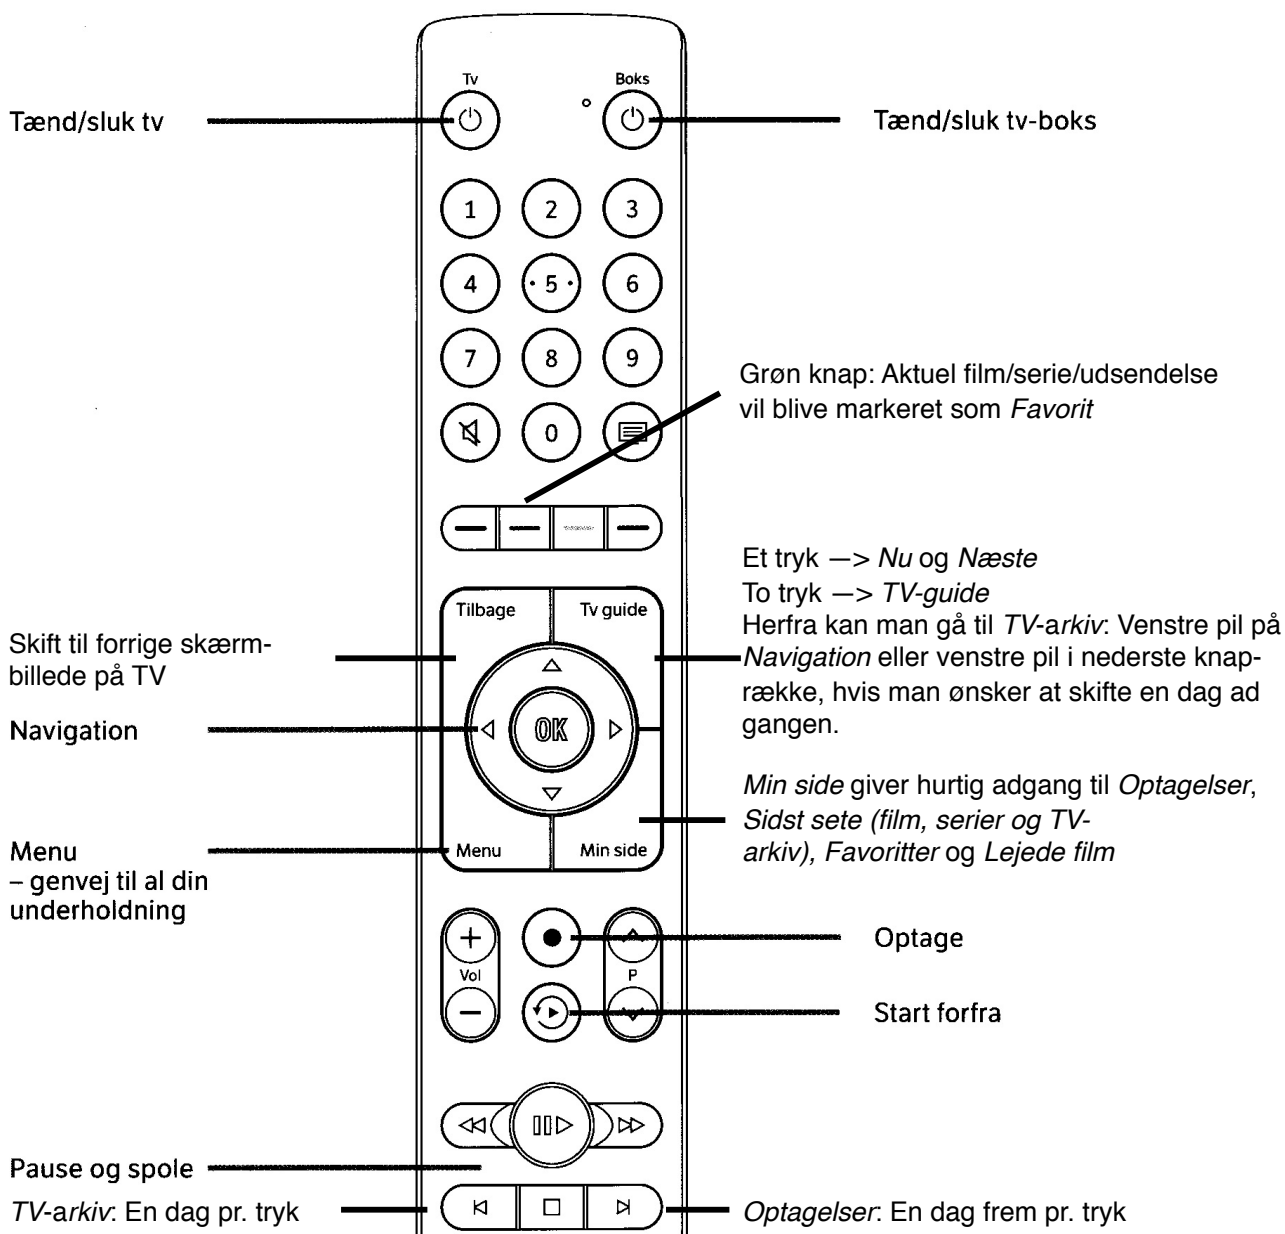 Tv
Boks
Tænd/sluk tv
Tænd/sluk tv-boks
1
2
3
4
·5·
6
7
8
9
0
Grøn knap: Aktuel film/serie/udsendelse
vil blive markeret som Favorit
Tilbage
Tv guide
Et tryk —> Nu og Næste
To tryk —> TV-guide
Herfra kan man gå til TV-arkiv: Venstre pil på
Navigation eller venstre pil i nederste knap-
række, hvis man ønsker at skifte en dag ad
gangen.
Skift til forrige skærm-
billede på TV
Navigation
OK
Min side giver hurtig adgang til Optagelser,
Sidst sete (film, serier og TV-
arkiv), Favoritter og Lejede film
Menu
– genvej til al din
underholdning
Menu
Min side
+
Vol
−
P
Optage
Start forfra
Pause og spole
TV-arkiv: En dag pr. tryk
Optagelser: En dag frem pr. tryk